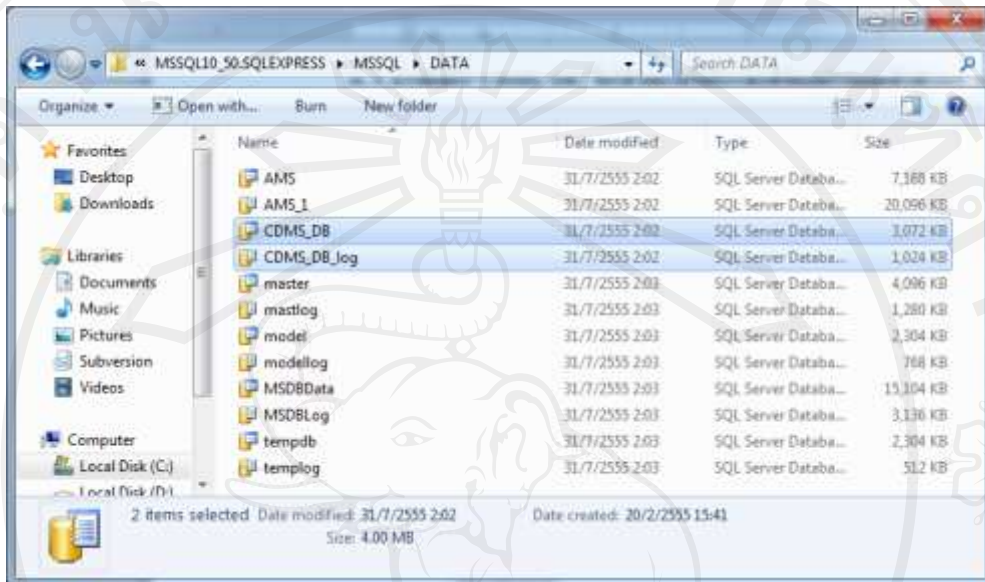 « MSSQL10_50.SQLEXPRESS ▸ MSSQL ▸ DATA
Search DATA
Organize
Open with...
Burn
New folder
Favorites
Desktop
Downloads
Libraries
Documents
Music
Pictures
Subversion
Videos
Computer
Local Disk (C:)
Local Disk (D:)
Name Date modified Type Size
AMS 31/7/2555 2:02 SQL Server Databa... 7,168 KB
AMS_1 31/7/2555 2:02 SQL Server Databa... 20,096 KB
CDMS_DB 31/7/2555 2:02 SQL Server Databa... 3,072 KB
CDMS_DB_log 31/7/2555 2:02 SQL Server Databa... 1,024 KB
master 31/7/2555 2:03 SQL Server Databa... 4,096 KB
mastlog 31/7/2555 2:03 SQL Server Databa... 1,280 KB
model 31/7/2555 2:03 SQL Server Databa... 2,304 KB
modellog 31/7/2555 2:03 SQL Server Databa... 768 KB
MSDBData 31/7/2555 2:03 SQL Server Databa... 15,104 KB
MSDBLog 31/7/2555 2:03 SQL Server Databa... 3,136 KB
tempdb 31/7/2555 2:03 SQL Server Databa... 2,304 KB
templog 31/7/2555 2:03 SQL Server Databa... 512 KB
2 items selected Date modified: 31/7/2555 2:02 Date created: 20/2/2555 15:41
Size: 4.00 MB